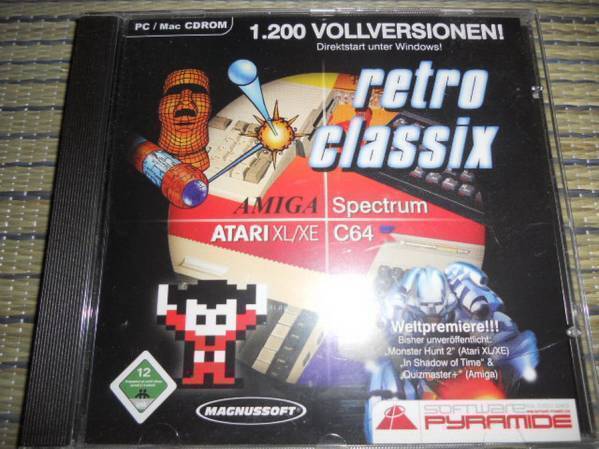 PC / Mac CDROM
1.200 VOLLVERSIONEN!
Direktstart unter Windows!
retro
classix
AMIGA Spectrum
ATARI XL/XE C64
Weltpremiere!!!
Bisher unveröffentlicht:
„Monster Hunt 2" (Atari XL/XE)
„In Shadow of Time" &
„Quizmaster+" (Amiga)
12
MAGNUSSOFT
SOFTWARE
PYRAMIDE